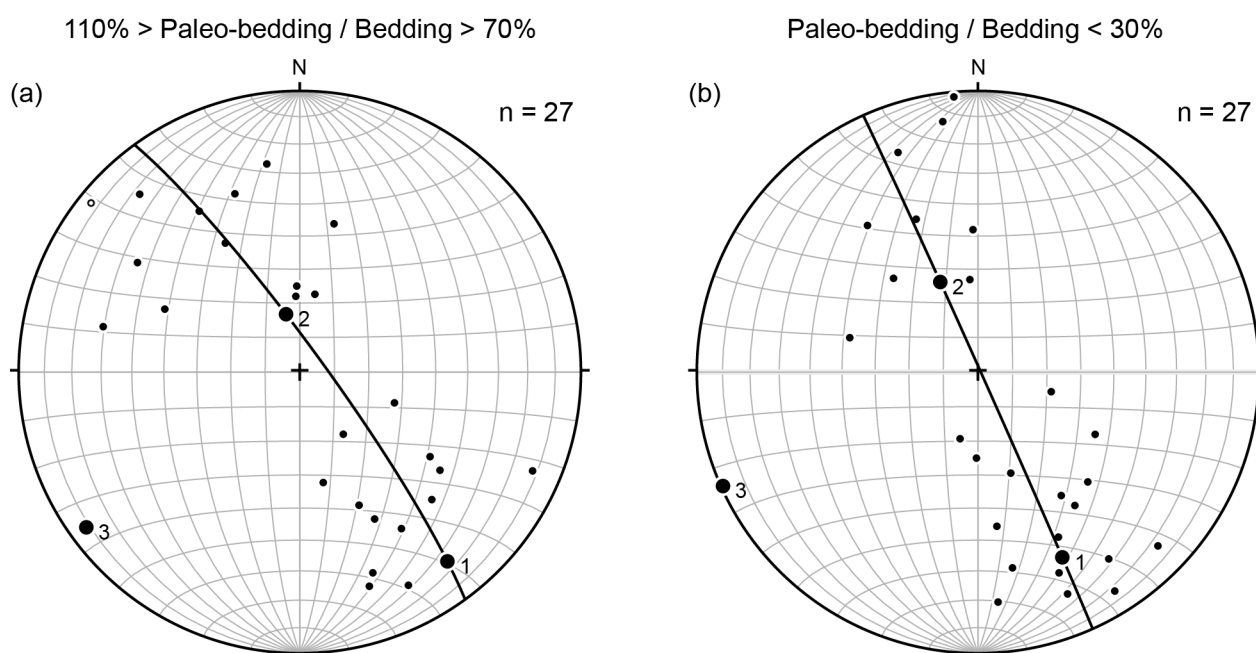 110% > Paleo-bedding / Bedding > 70%
(a)
N
n = 27
2
3
1
Paleo-bedding / Bedding < 30%
(b)
N
n = 27
2
3
1